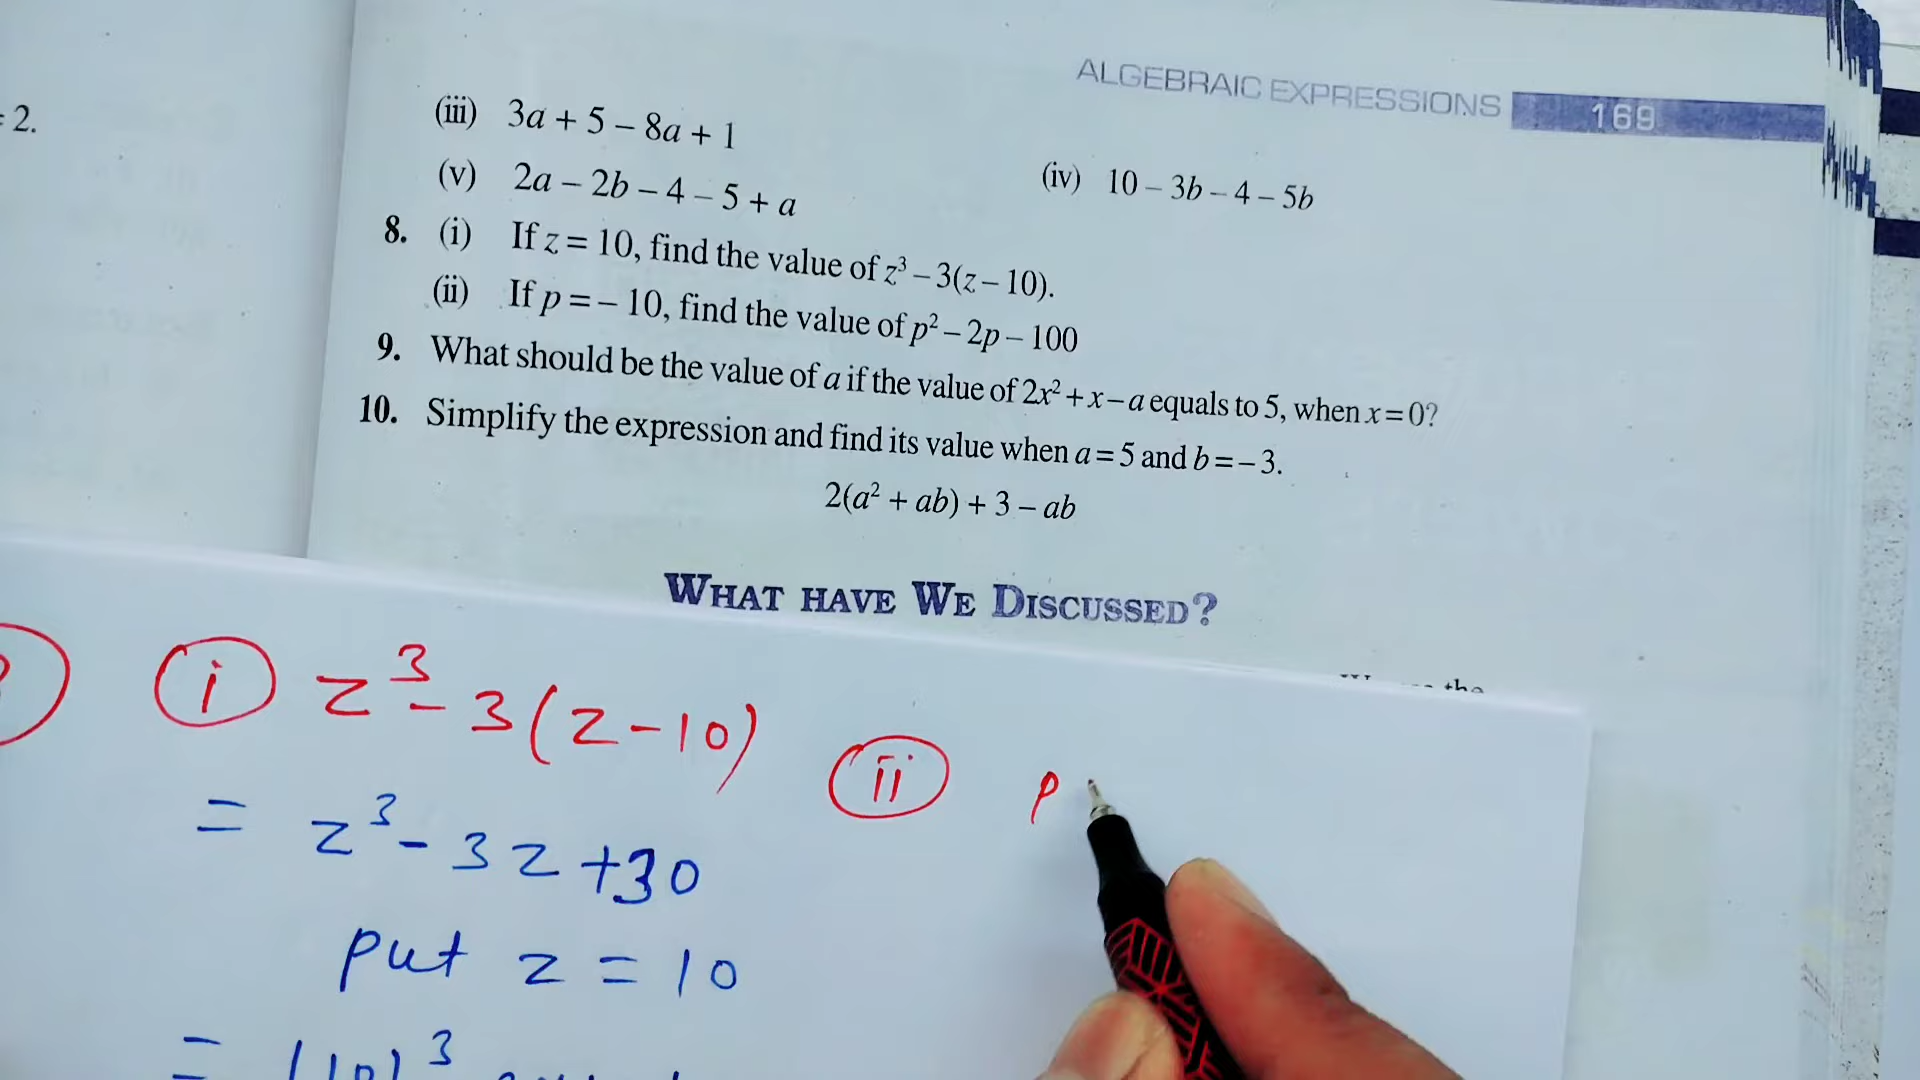 ALGEBRAIC EXPRESSIONS 169
= 2.
(iii) 3a + 5 – 8a + 1
(iv) 10 – 3b – 4 – 5b
(v) 2a – 2b – 4 – 5 + a
8. (i) If z = 10, find the value of z³ – 3(z – 10).
(ii) If p = – 10, find the value of p² – 2p – 100
9. What should be the value of a if the value of 2x² + x – a equals to 5, when x = 0?
10. Simplify the expression and find its value when a = 5 and b = – 3.
2(a² + ab) + 3 – ab
WHAT HAVE WE DISCUSSED?
the
(i) z³ - 3(z-10) (ii) p
= z³ - 3z + 30
put z = 10
= (10)³